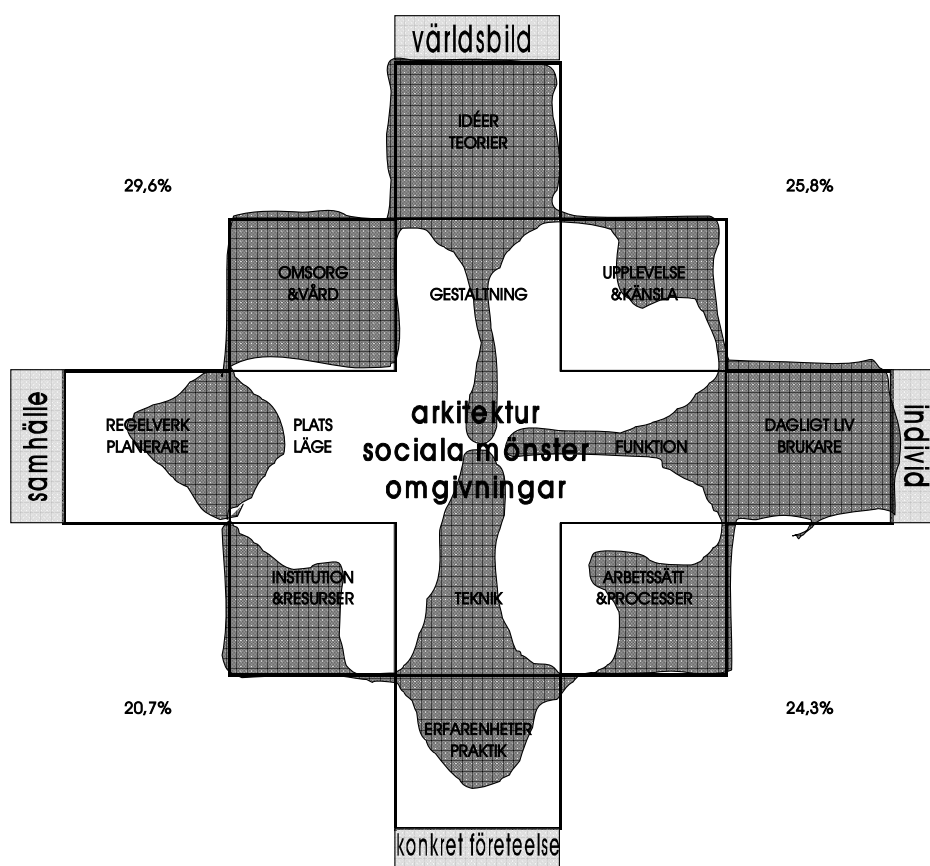 världsbild
IDÉER
TEORIER
29,6%
25,8%
OMSORG
&VÅRD
GESTALTNING
UPPLEVELSE
&KÄNSLA
samhälle
REGELVERK
PLANERARE
PLATS
LÄGE
arkitektur
sociala mönster
omgivningar
FUNKTION
DAGLIGT LIV
BRUKARE
individ
INSTITUTION
&RESURSER
TEKNIK
ARBETSSÄTT
&PROCESSER
20,7%
24,3%
ERFARENHETER
PRAKTIK
konkret företeelse